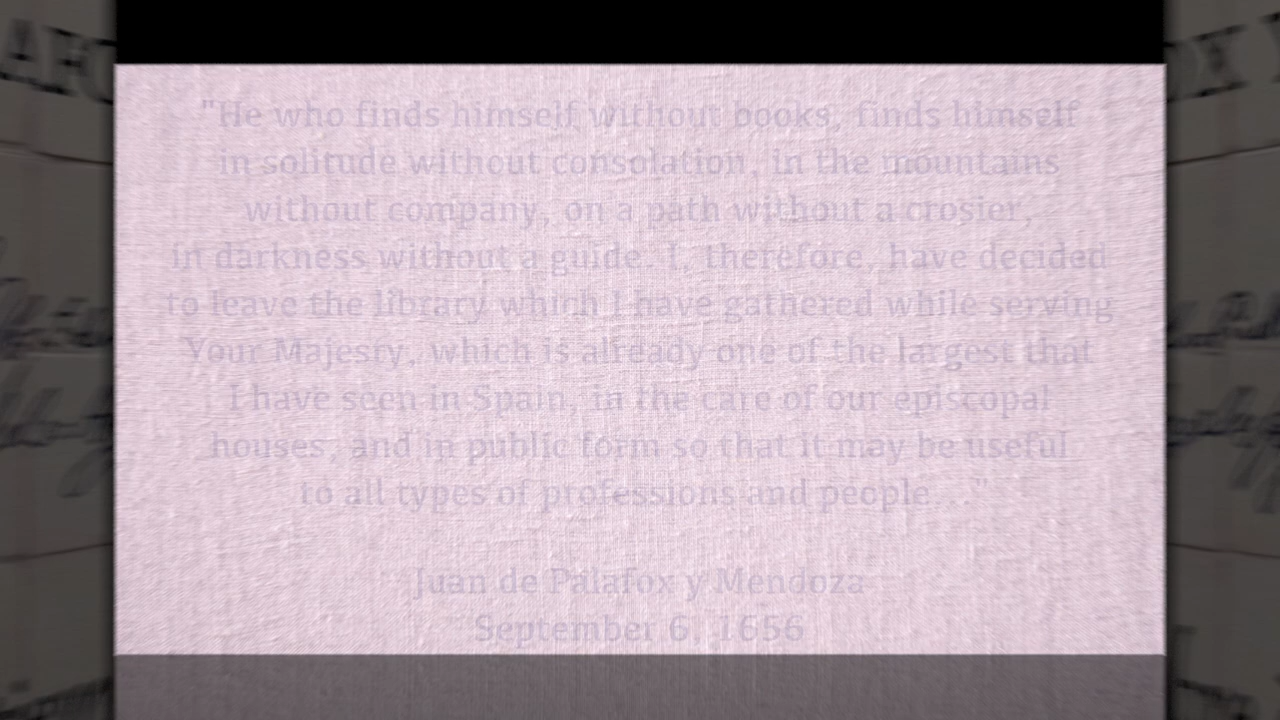 "He who finds himself without books, finds himself
in solitude without consolation, in the mountains
without company, on a path without a crosier,
in darkness without a guide. I, therefore, have decided
to leave the library which I have gathered while serving
Your Majesty, which is already one of the largest that
I have seen in Spain, in the care of our episcopal
houses, and in public form so that it may be useful
to all types of professions and people..."
Juan de Palafox y Mendoza
September 6, 1656